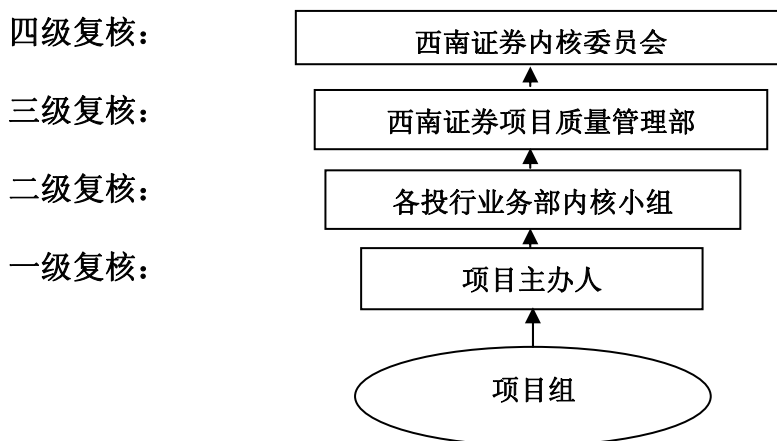 四级复核： 西南证券内核委员会
三级复核： 西南证券项目质量管理部
二级复核： 各投行业务部内核小组
一级复核： 项目主办人
项目组